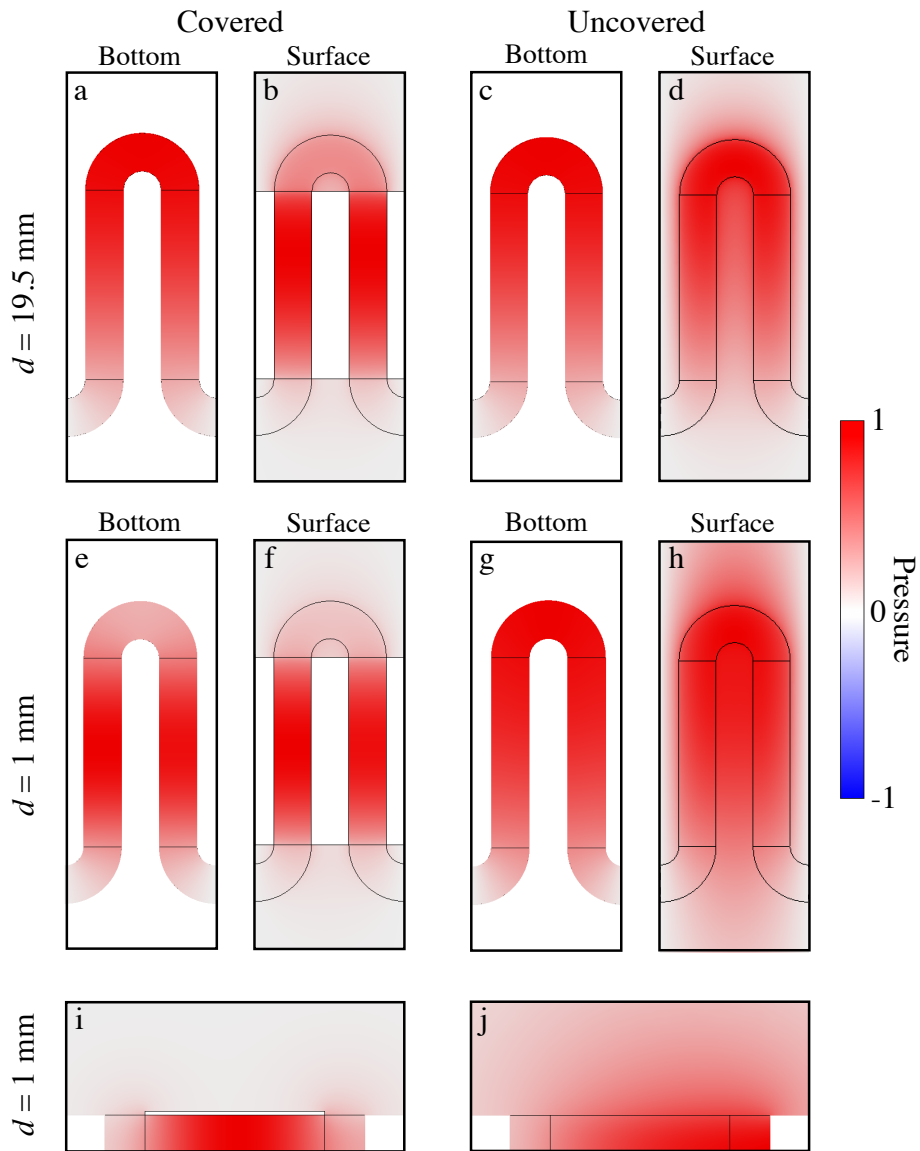 Covered Uncovered
Bottom Surface Bottom Surface
a b c d
d = 19.5 mm
1
0
-1
Pressure
Bottom Surface Bottom Surface
e f g h
d = 1 mm
i j
d = 1 mm